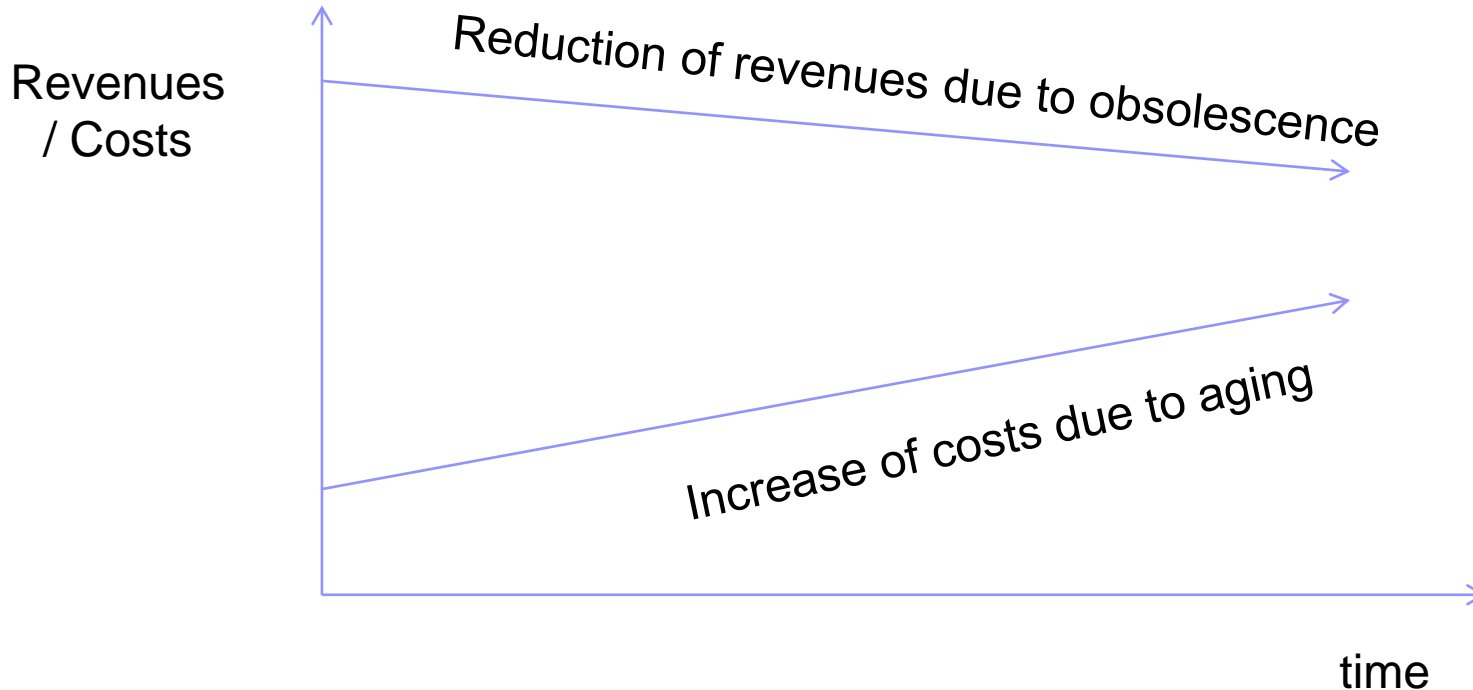 Reduction of revenues due to obsolescence
Revenues
/ Costs
Increase of costs due to aging
time